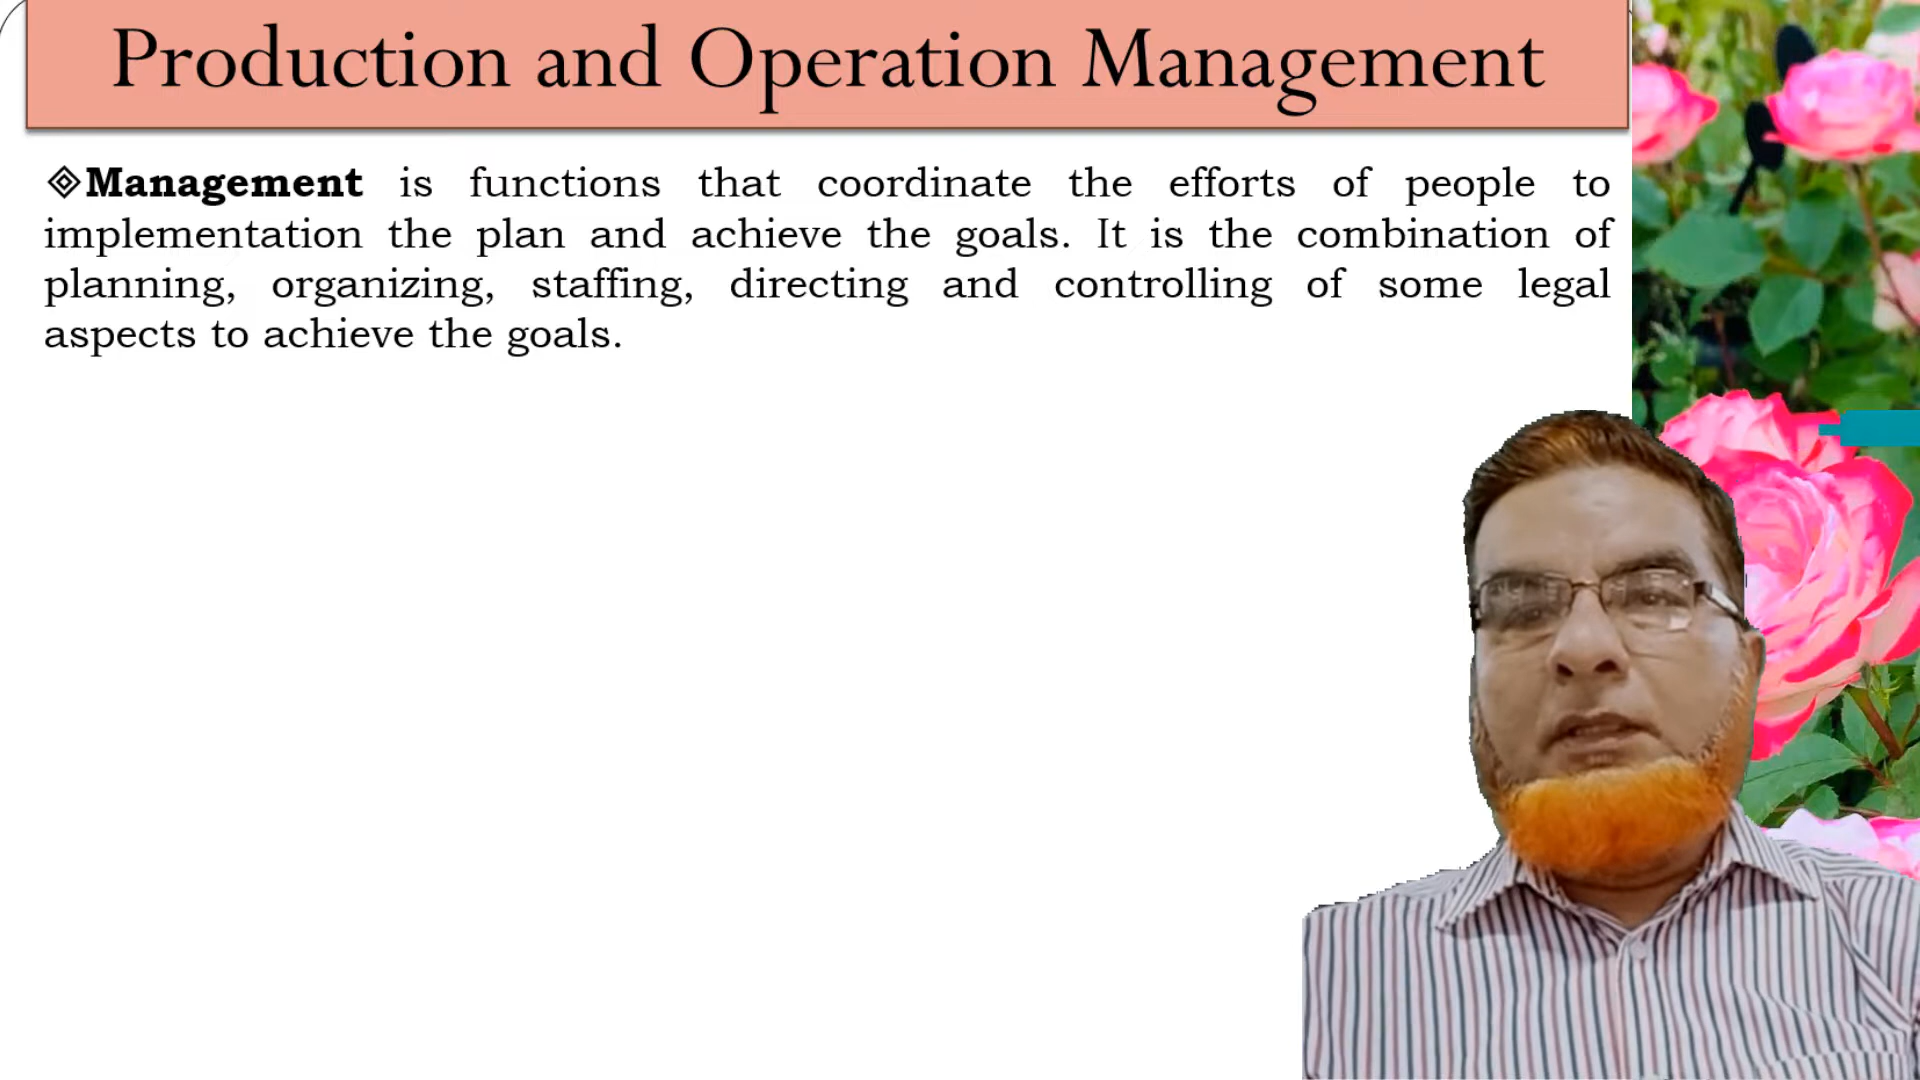 Production and Operation Management
Management is functions that coordinate the efforts of people to
implementation the plan and achieve the goals. It is the combination of
planning, organizing, staffing, directing and controlling of some legal
aspects to achieve the goals.